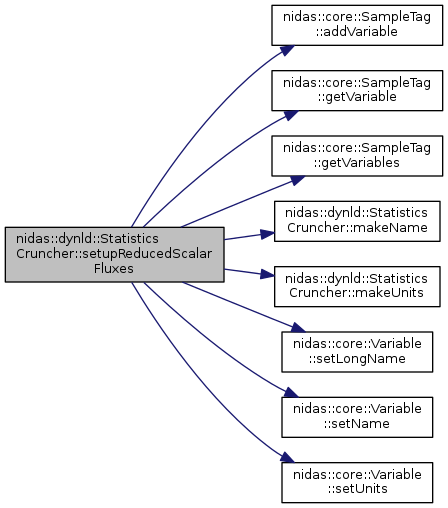 nidas::core::SampleTag
::addVariable
nidas::core::SampleTag
::getVariable
nidas::core::SampleTag
::getVariables
nidas::dynld::Statistics
Cruncher::setupReducedScalar
Fluxes
nidas::dynld::Statistics
Cruncher::makeName
nidas::dynld::Statistics
Cruncher::makeUnits
nidas::core::Variable
::setLongName
nidas::core::Variable
::setName
nidas::core::Variable
::setUnits